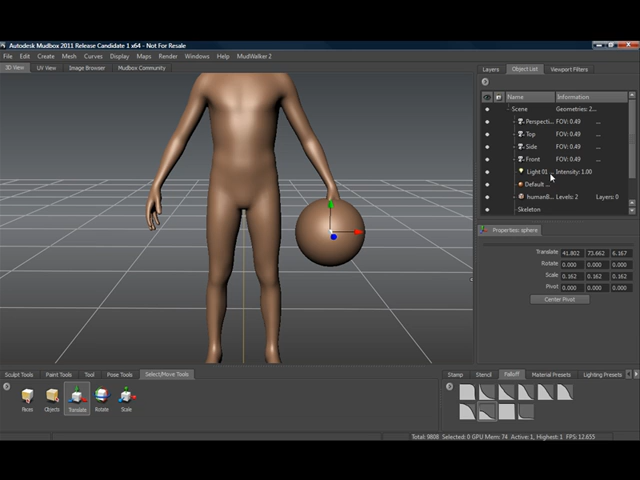 Autodesk Mudbox 2011 Release Candidate 1 x64 - Not For Resale
File Edit Create Mesh Curves Display Maps Render Windows Help MudWalker 2
3D View UV View Image Browser Mudbox Community
Layers Object List Viewport Filters
Name Information
Scene Geometries: 2...
Perspecti... FOV: 0.49 ...
Top FOV: 0.49 ...
Side FOV: 0.49 ...
Front FOV: 0.49 ...
Light 01 ... Intensity: 1.00
Default ...
humanB... Levels: 2 Layers: 0
Skeleton
Properties: sphere
Translate 41.802 73.662 6.167
Rotate 0.000 0.000 0.000
Scale 0.162 0.162 0.162
Pivot 0.000 0.000 0.000
Center Pivot
Sculpt Tools Paint Tools Tool Pose Tools Select/Move Tools
Stamp Stencil Falloff Material Presets Lighting Presets
Faces Objects Translate Rotate Scale
Total: 9808 Selected: 0 GPU Mem: 74 Active: 1, Highest: 1 FPS: 12.655